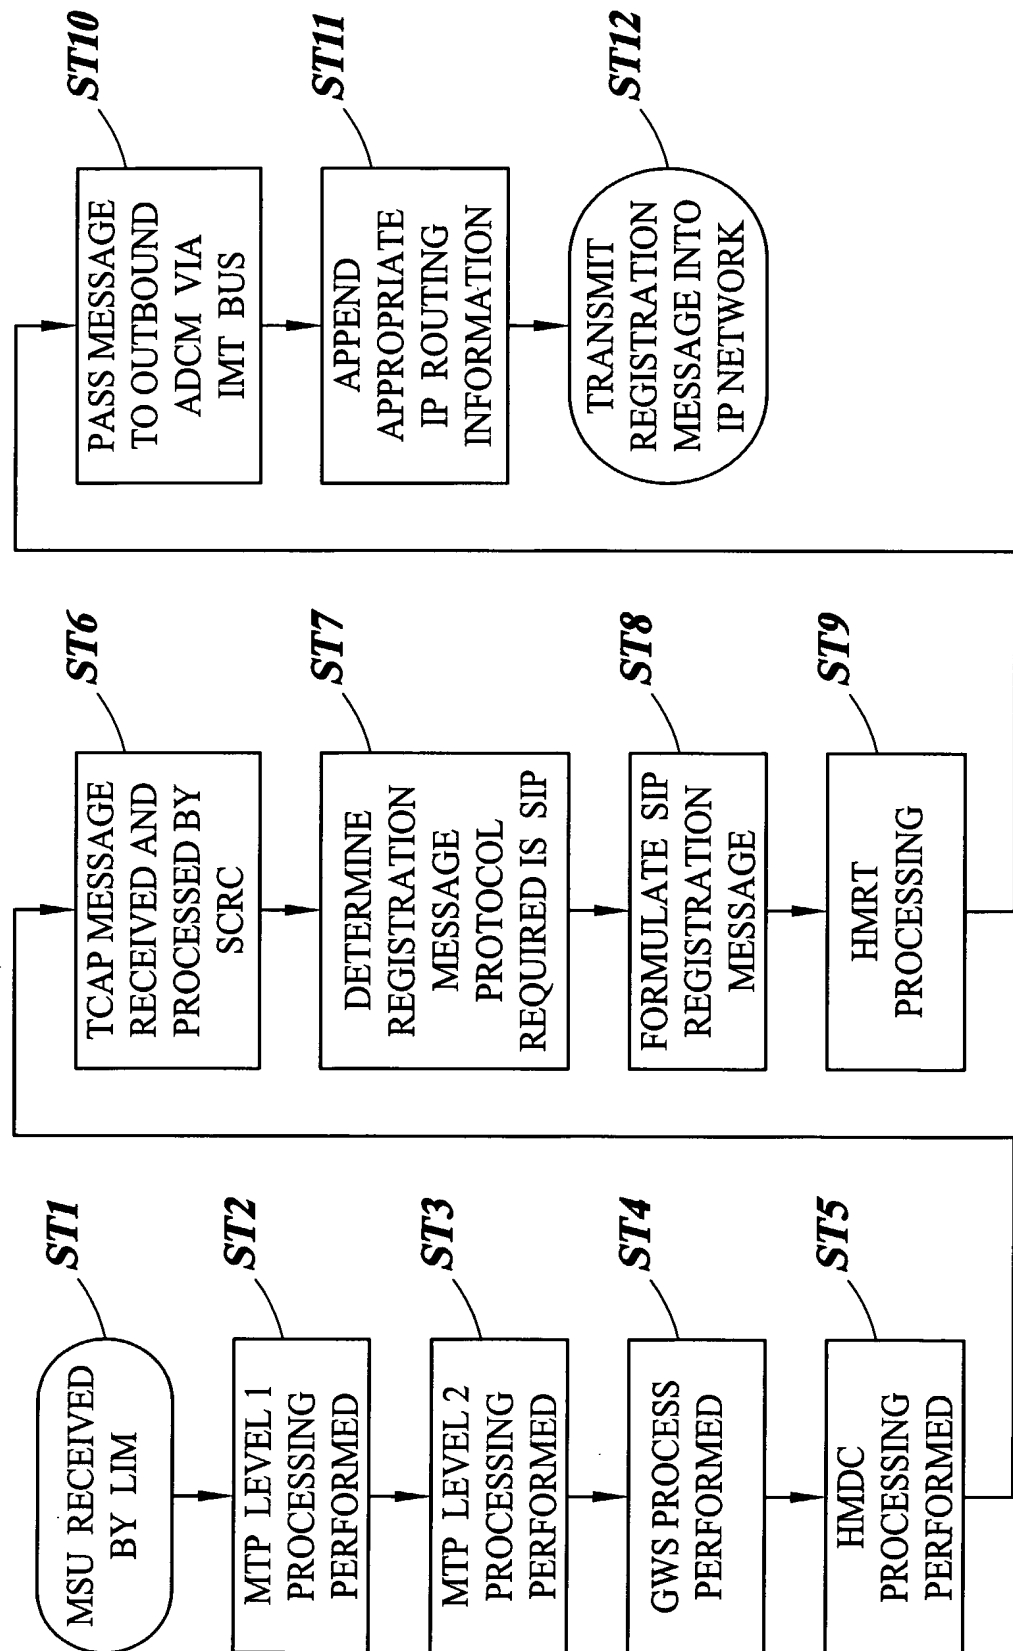 ST1
MSU RECEIVED
BY LIM
ST2
MTP LEVEL 1
PROCESSING
PERFORMED
ST3
MTP LEVEL 2
PROCESSING
PERFORMED
ST4
GWS PROCESS
PERFORMED
ST5
HMDC
PROCESSING
PERFORMED
ST6
TCAP MESSAGE
RECEIVED AND
PROCESSED BY
SCRC
ST7
DETERMINE
REGISTRATION
MESSAGE
PROTOCOL
REQUIRED IS SIP
ST8
FORMULATE SIP
REGISTRATION
MESSAGE
ST9
HMRT
PROCESSING
ST10
PASS MESSAGE
TO OUTBOUND
ADCM VIA
IMT BUS
ST11
APPEND
APPROPRIATE
IP ROUTING
INFORMATION
ST12
TRANSMIT
REGISTRATION
MESSAGE INTO
IP NETWORK